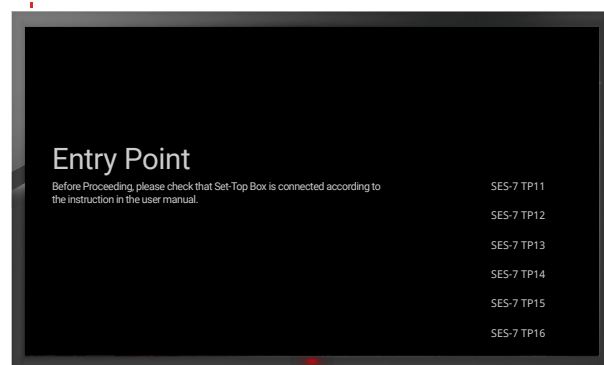 Entry Point
Before Proceeding, please check that Set-Top Box is connected according to
the instruction in the user manual.
SES-7 TP11
SES-7 TP12
SES-7 TP13
SES-7 TP14
SES-7 TP15
SES-7 TP16